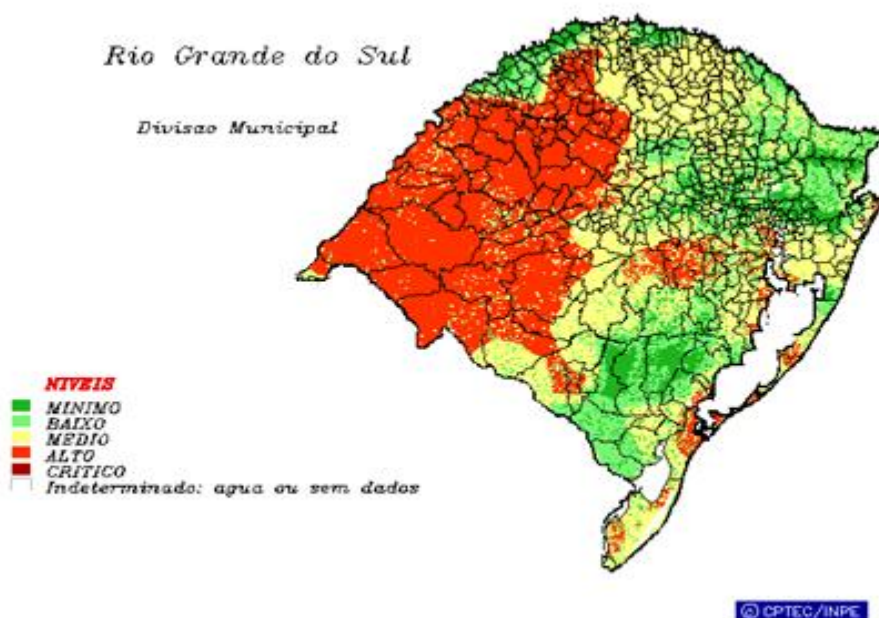 Rio Grande do Sul
Divisao Municipal
NIVEIS
MINIMO
BAIXO
MEDIO
ALTO
CRITICO
Indeterminado: agua ou sem dados
© CPTEC/INPE